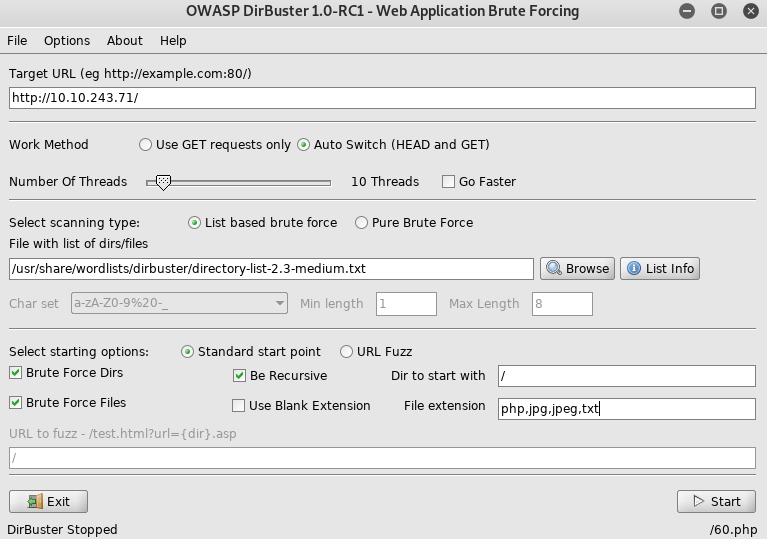 OWASP DirBuster 1.0-RC1 - Web Application Brute Forcing
File Options About Help
Target URL (eg http://example.com:80/)
http://10.10.243.71/
Work Method Use GET requests only Auto Switch (HEAD and GET)
Number Of Threads 10 Threads Go Faster
Select scanning type: List based brute force Pure Brute Force
File with list of dirs/files
/usr/share/wordlists/dirbuster/directory-list-2.3-medium.txt Browse List Info
Char set a-zA-Z0-9%20-_ Min length 1 Max Length 8
Select starting options: Standard start point URL Fuzz
Brute Force Dirs Be Recursive Dir to start with /
Brute Force Files Use Blank Extension File extension php,jpg,jpeg,txt
URL to fuzz - /test.html?url={dir}.asp
/
Exit Start
DirBuster Stopped /60.php